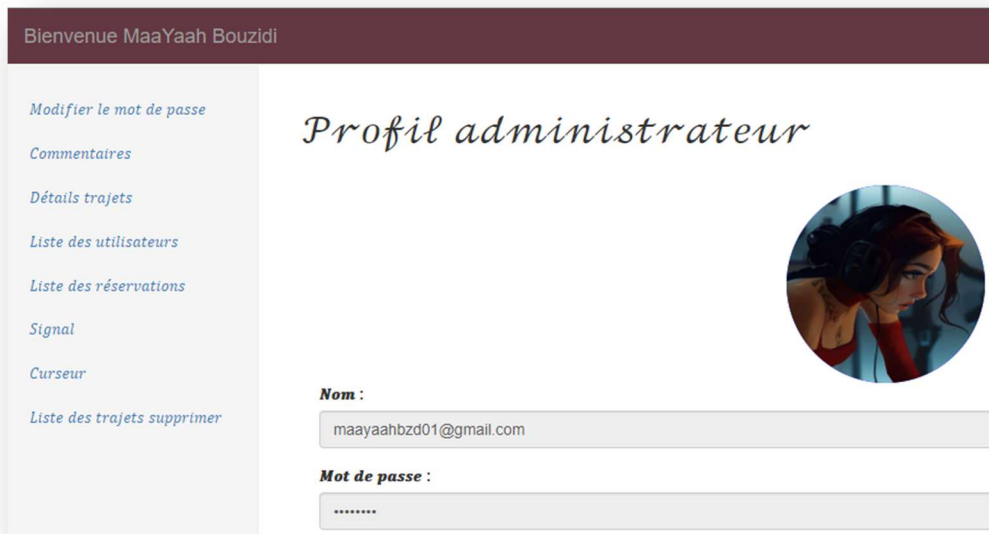 Bienvenue MaaYaah Bouzidi
Modifier le mot de passe
Commentaires
Détails trajets
Liste des utilisateurs
Liste des réservations
Signal
Curseur
Liste des trajets supprimer
Profil administrateur
Nom :
maayaahbzd01@gmail.com
Mot de passe :
••••••••